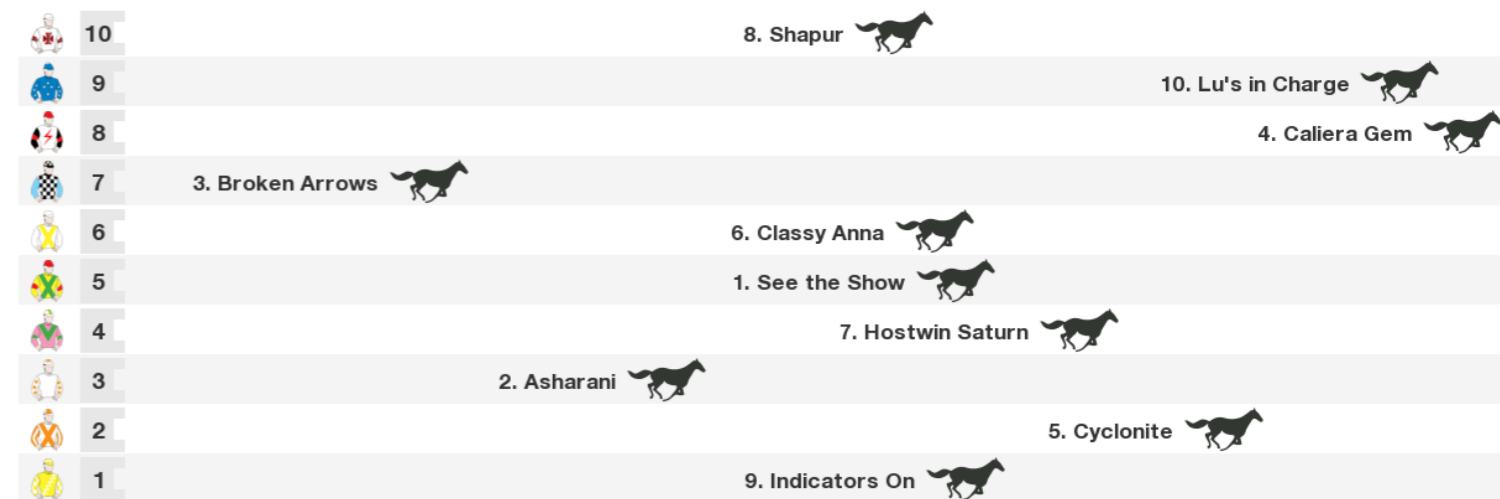 10 8. Shapur
9 10. Lu's in Charge
8 4. Caliera Gem
7 3. Broken Arrows
6 6. Classy Anna
5 1. See the Show
4 7. Hostwin Saturn
3 2. Asharani
2 5. Cyclonite
1 9. Indicators On